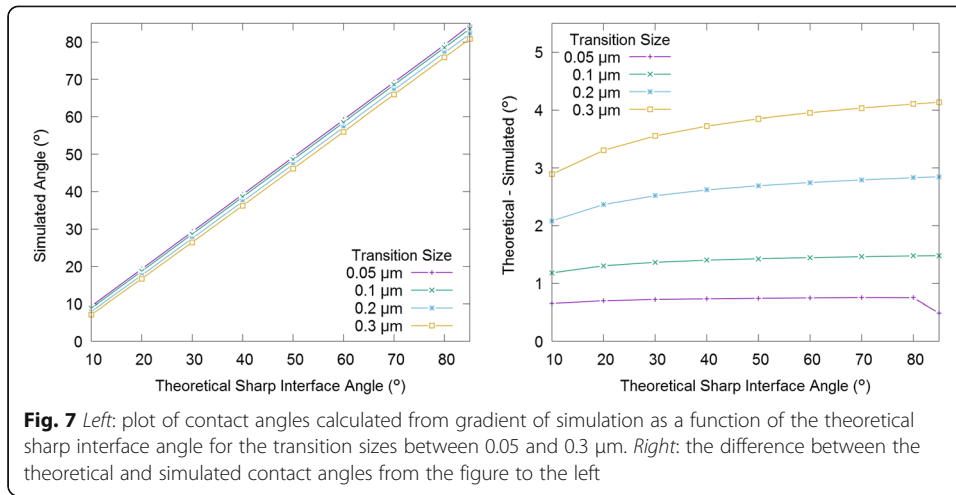 80
70
60
50
40
30
20
10
0
Simulated Angle (º)
Transition Size
0.05 µm
0.1 µm
0.2 µm
0.3 µm
10 20 30 40 50 60 70 80
Theoretical Sharp Interface Angle (º)
5
4
3
2
1
0
Theoretical - Simulated (º)
Transition Size
0.05 µm
0.1 µm
0.2 µm
0.3 µm
10 20 30 40 50 60 70 80
Theoretical Sharp Interface Angle (º)
Fig. 7 Left: plot of contact angles calculated from gradient of simulation as a function of the theoretical
sharp interface angle for the transition sizes between 0.05 and 0.3 µm. Right: the difference between the
theoretical and simulated contact angles from the figure to the left